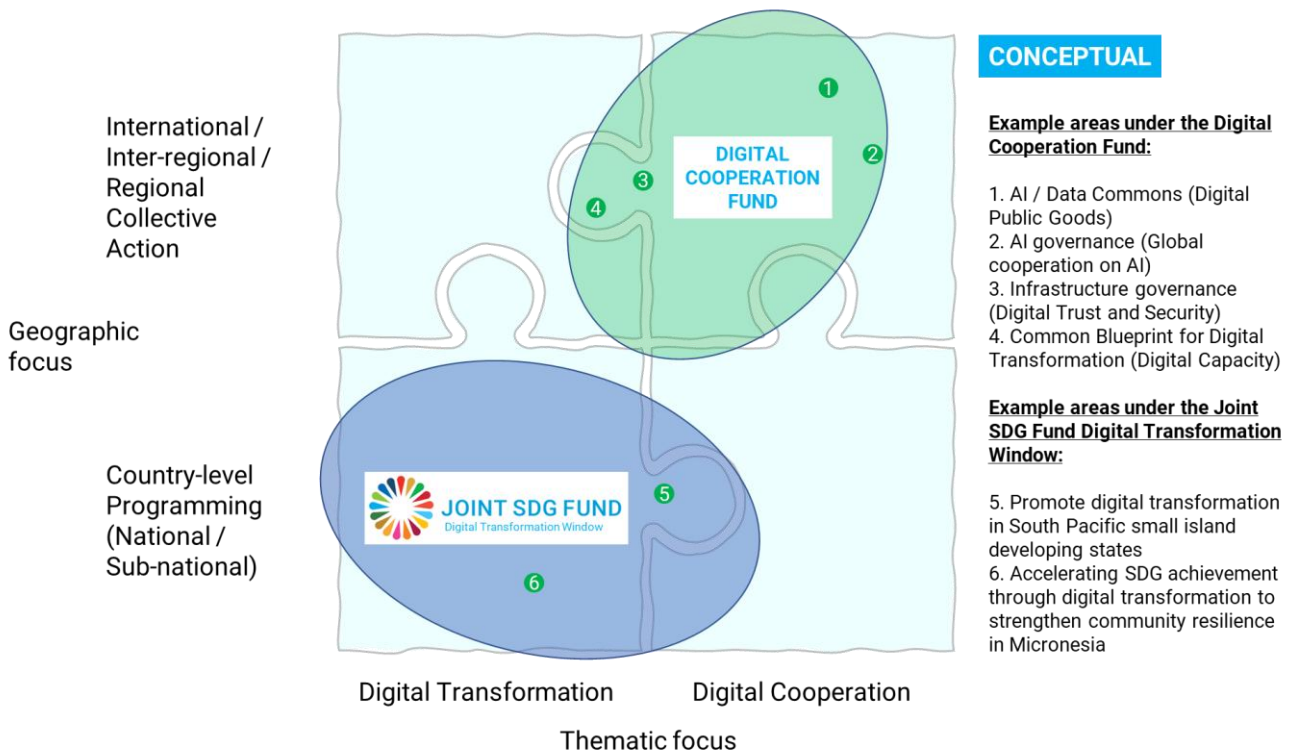 International /
Inter-regional /
Regional
Collective
Action
Geographic
focus
Country-level
Programming
(National /
Sub-national)
1
2
3
4
DIGITAL
COOPERATION
FUND
JOINT SDG FUND
Digital Transformation Window
5
6
Digital Transformation
Digital Cooperation
Thematic focus
CONCEPTUAL
Example areas under the Digital
Cooperation Fund:
1. AI / Data Commons (Digital
Public Goods)
2. AI governance (Global
cooperation on AI)
3. Infrastructure governance
(Digital Trust and Security)
4. Common Blueprint for Digital
Transformation (Digital Capacity)
Example areas under the Joint
SDG Fund Digital Transformation
Window:
5. Promote digital transformation
in South Pacific small island
developing states
6. Accelerating SDG achievement
through digital transformation to
strengthen community resilience
in Micronesia